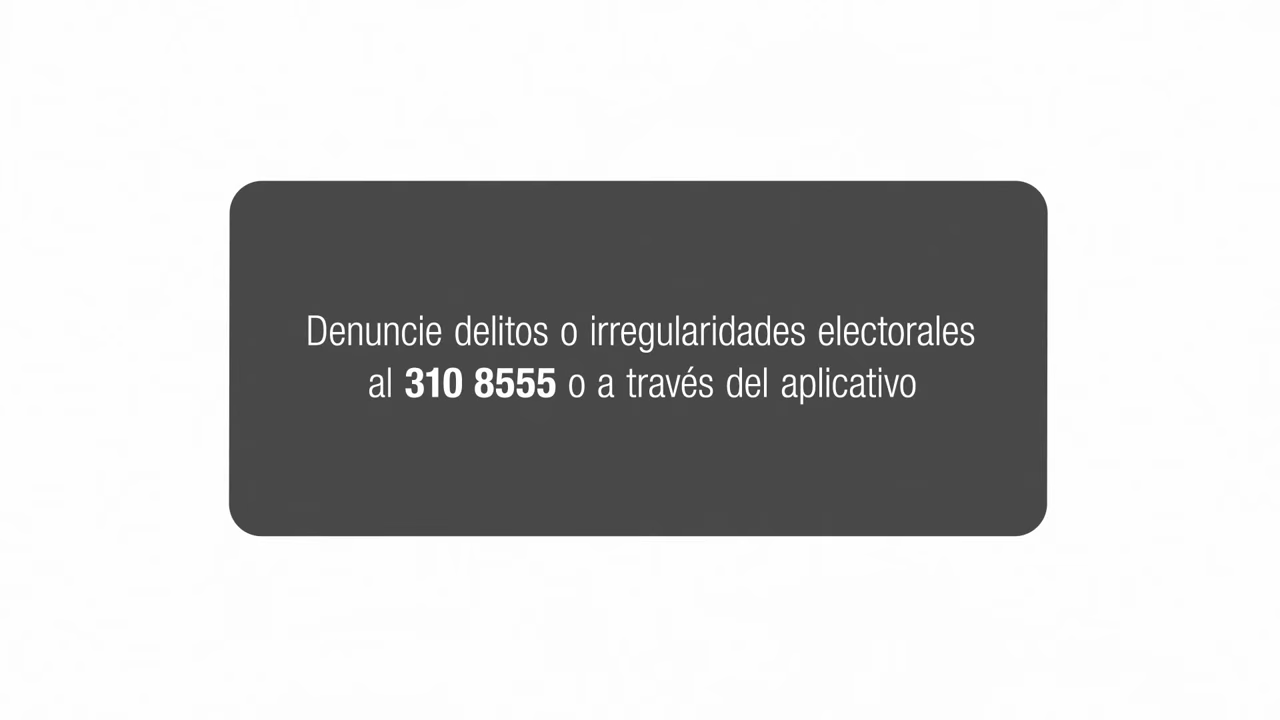 Denuncie delitos o irregularidades electorales
al 310 8555 o a través del aplicativo